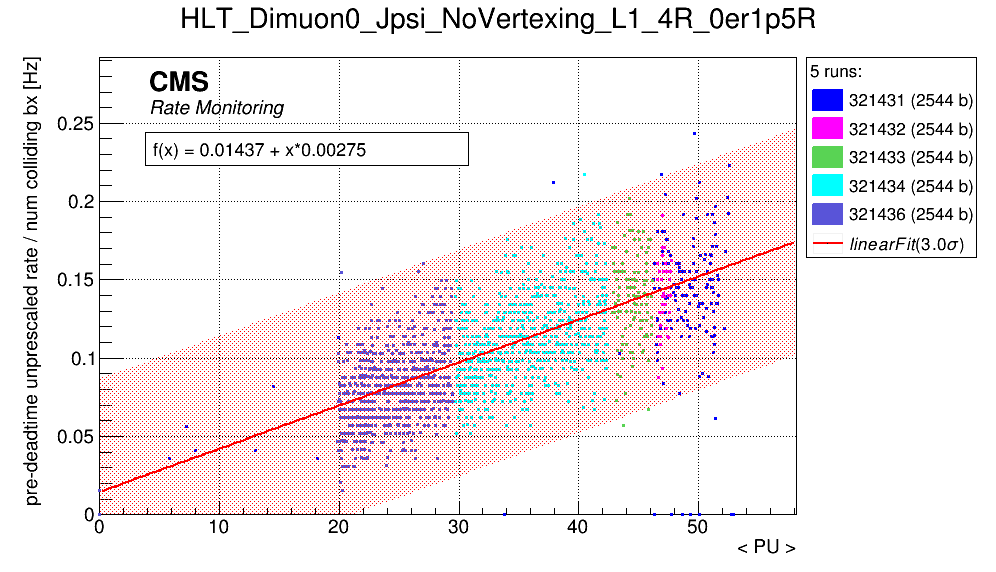 HLT_Dimuon0_Jpsi_NoVertexing_L1_4R_0er1p5R
CMS
Rate Monitoring
f(x) = 0.01437 + x*0.00275
pre-deadtime unprescaled rate / num colliding bx [Hz]
0.25
0.2
0.15
0.1
0.05
0
0 10 20 30 40 50
< PU >
5 runs:
321431 (2544 b)
321432 (2544 b)
321433 (2544 b)
321434 (2544 b)
321436 (2544 b)
linearFit(3.0σ)